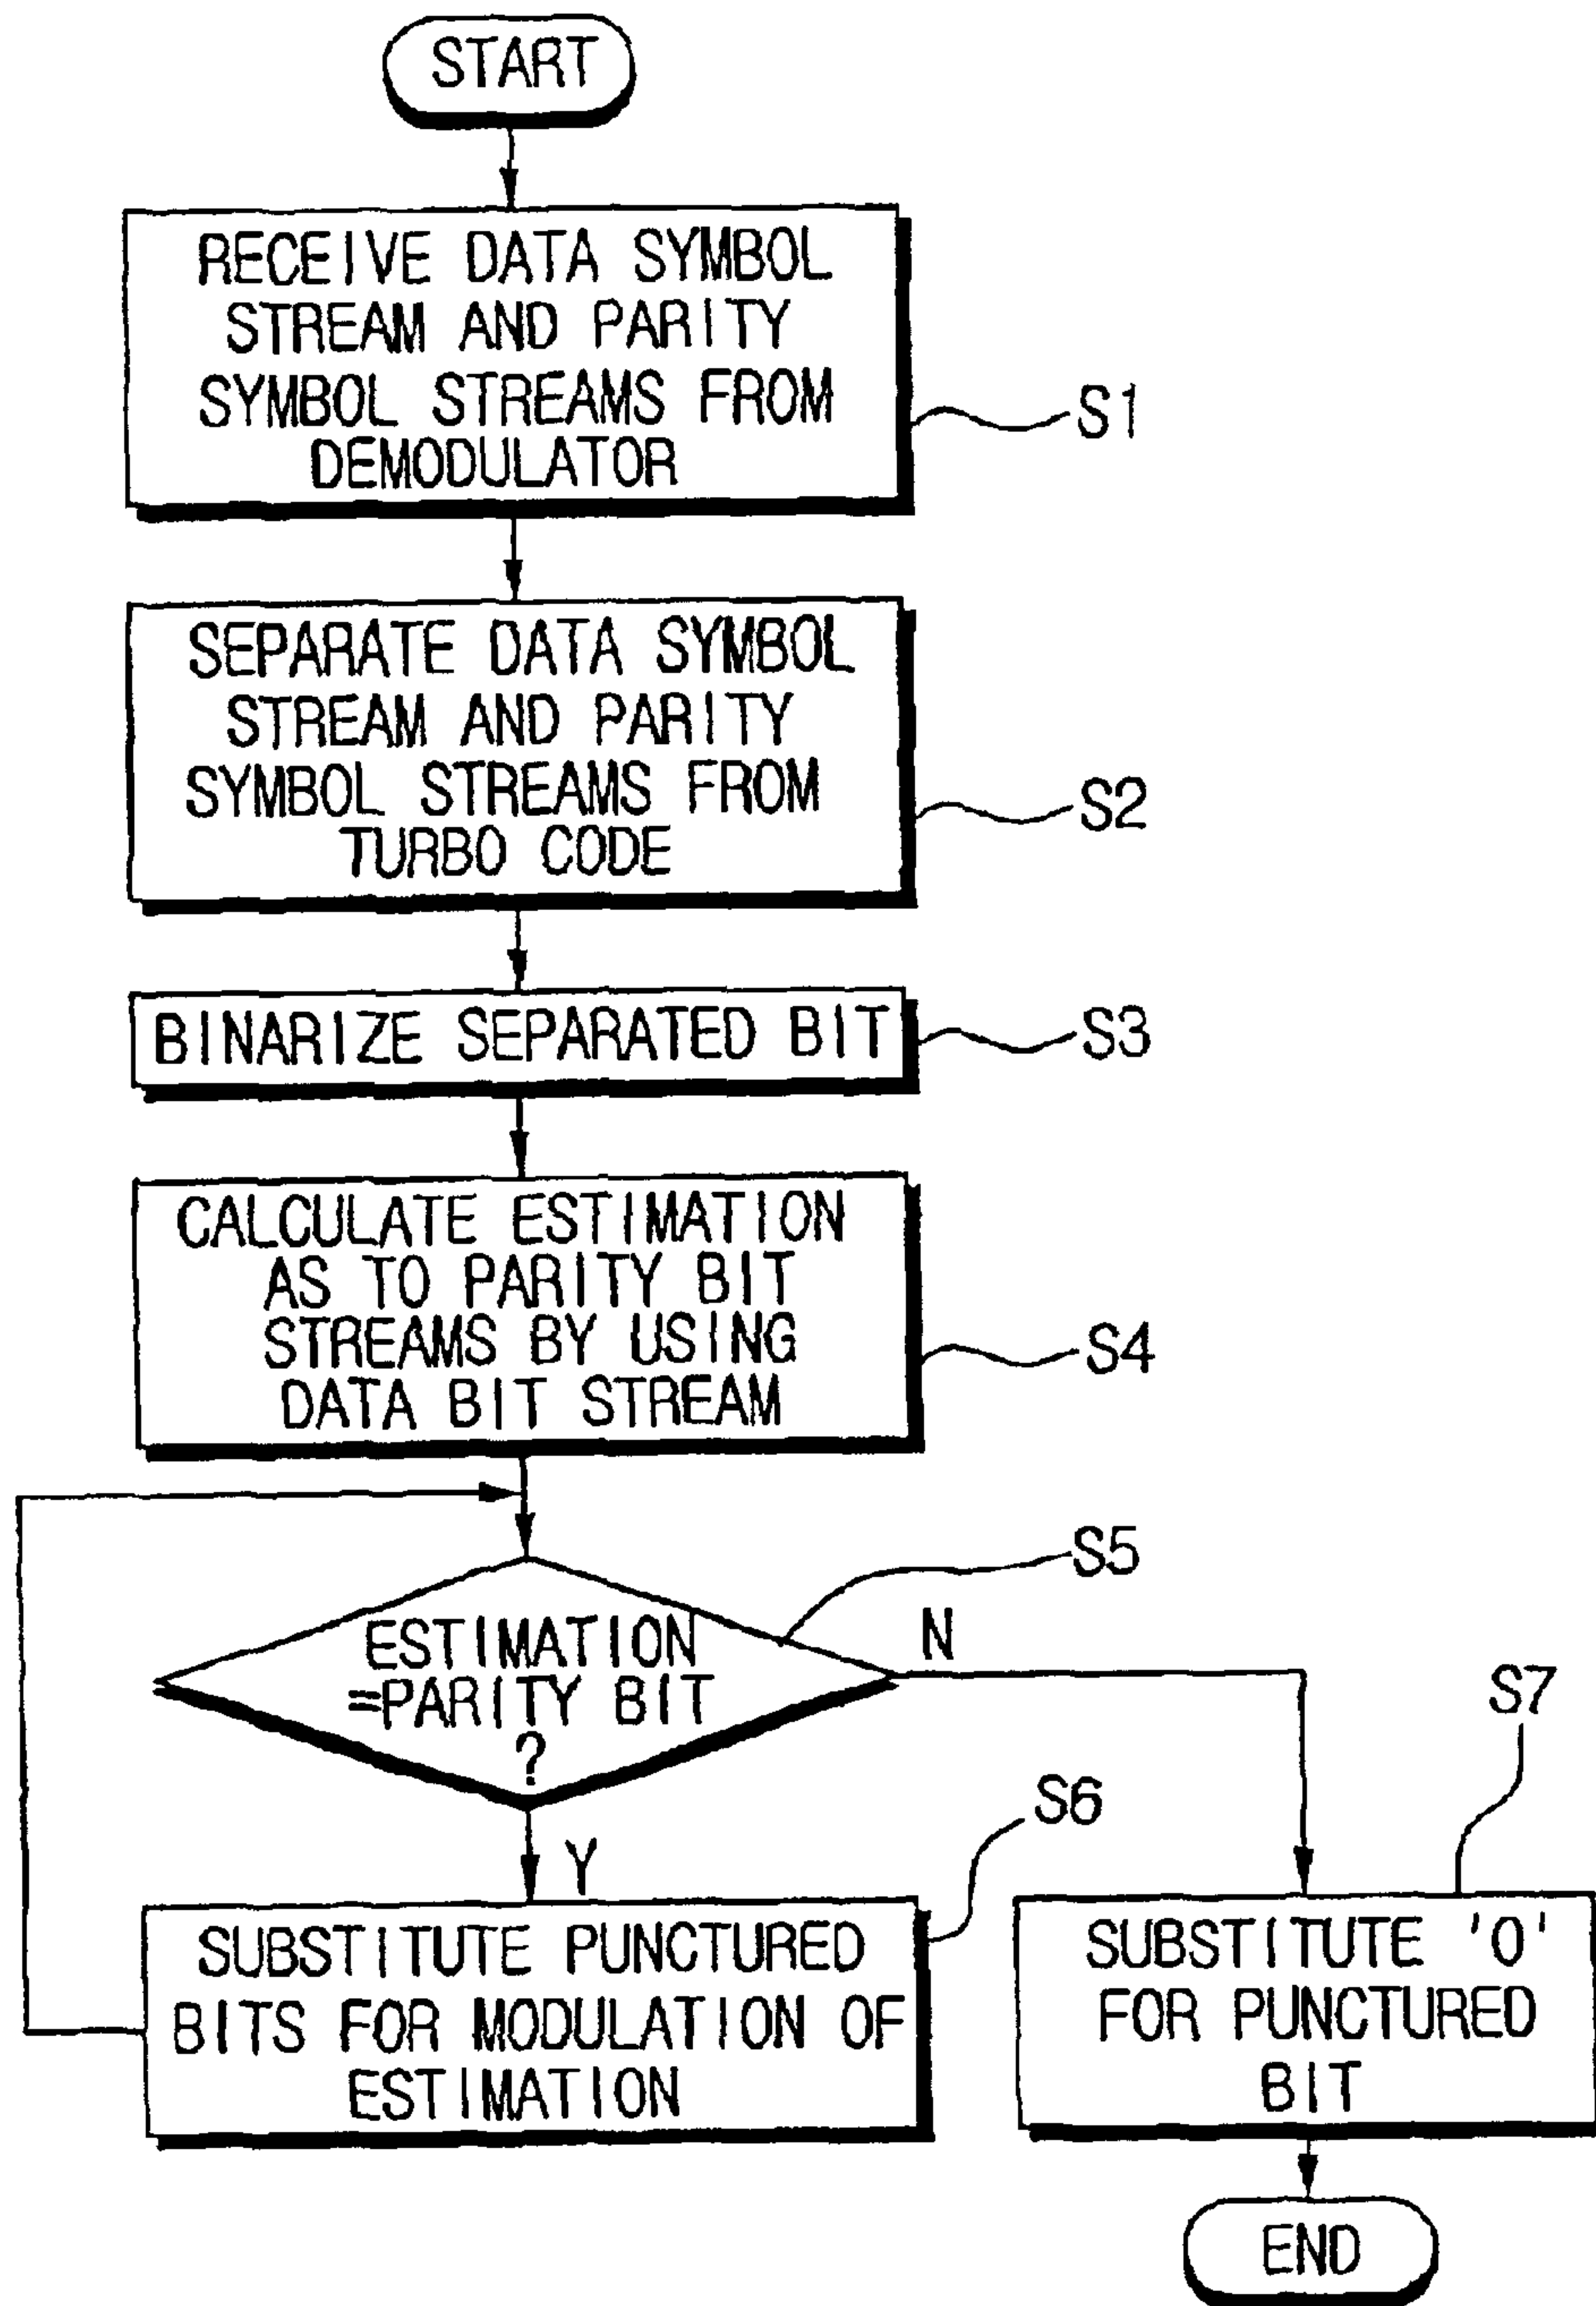 START
RECEIVE DATA SYMBOL
STREAM AND PARITY
SYMBOL STREAMS FROM
DEMODULATOR
S1
SEPARATE DATA SYMBOL
STREAM AND PARITY
SYMBOL STREAMS FROM
TURBO CODE
S2
BINARIZE SEPARATED BIT
S3
CALCULATE ESTIMATION
AS TO PARITY BIT
STREAMS BY USING
DATA BIT STREAM
S4
ESTIMATION
=PARITY BIT
?
S5
N
Y
SUBSTITUTE PUNCTURED
BITS FOR MODULATION OF
ESTIMATION
S6
SUBSTITUTE '0'
FOR PUNCTURED
BIT
S7
END